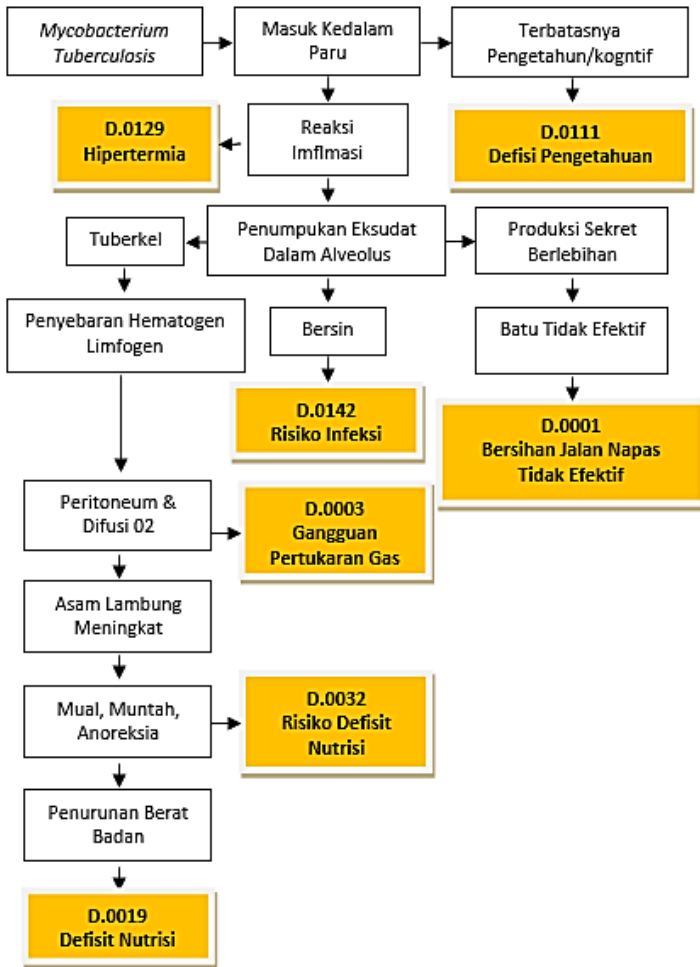 Mycobacterium
Tuberculosis
Masuk Kedalam
Paru
Terbatasnya
Pengetahun/kogntif
D.0129
Hipertermia
Reaksi
Imflmasi
D.0111
Defisi Pengetahuan
Tuberkel
Penumpukan Eksudat
Dalam Alveolus
Produksi Sekret
Berlebihan
Penyebaran Hematogen
Limfogen
Bersin
Batu Tidak Efektif
D.0142
Risiko Infeksi
D.0001
Bersihan Jalan Napas
Tidak Efektif
Peritoneum &
Difusi 02
D.0003
Gangguan
Pertukaran Gas
Asam Lambung
Meningkat
Mual, Muntah,
Anoreksia
D.0032
Risiko Defisit
Nutrisi
Penurunan Berat
Badan
D.0019
Defisit Nutrisi